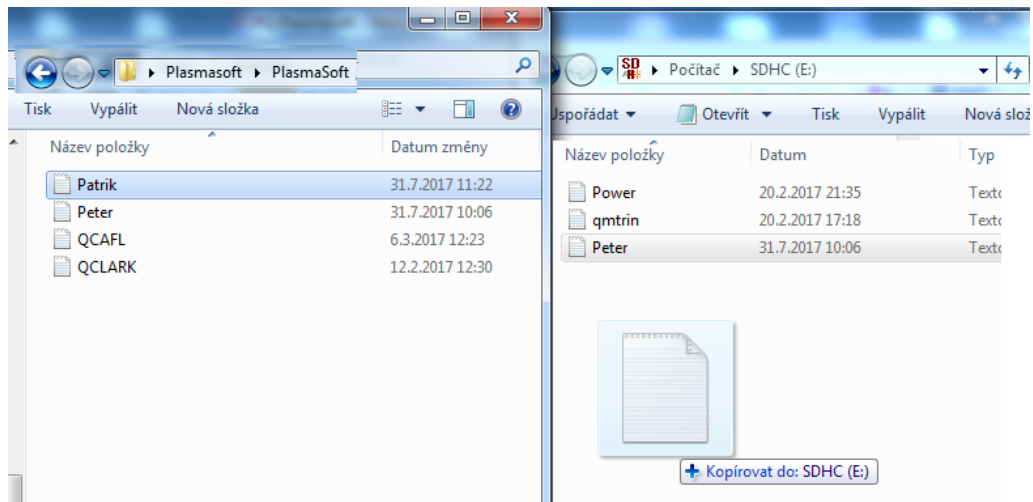 Plasmasoft PlasmaSoft
Tisk Vypálit Nová složka
Název položky Datum změny
Patrik 31.7.2017 11:22
Peter 31.7.2017 10:06
QCAFL 6.3.2017 12:23
QCLARK 12.2.2017 12:30
SD Počítač SDHC (E:)
Uspořádat Otevřít Tisk Vypálit Nová slož
Název položky Datum Typ
Power 20.2.2017 21:35 Texto
qmtrin 20.2.2017 17:18 Texto
Peter 31.7.2017 10:06 Texto
Kopírovat do: SDHC (E:)